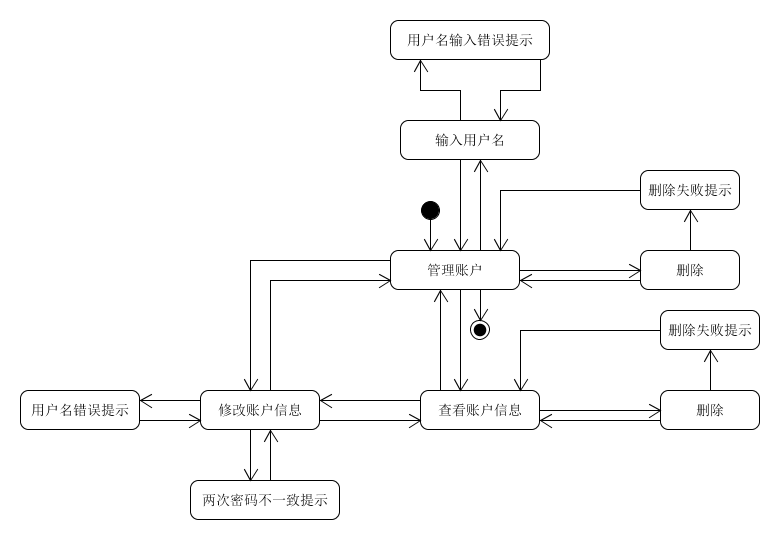 用户名输入错误提示
输入用户名
删除失败提示
管理账户
删除
删除失败提示
用户名错误提示
修改账户信息
查看账户信息
删除
两次密码不一致提示